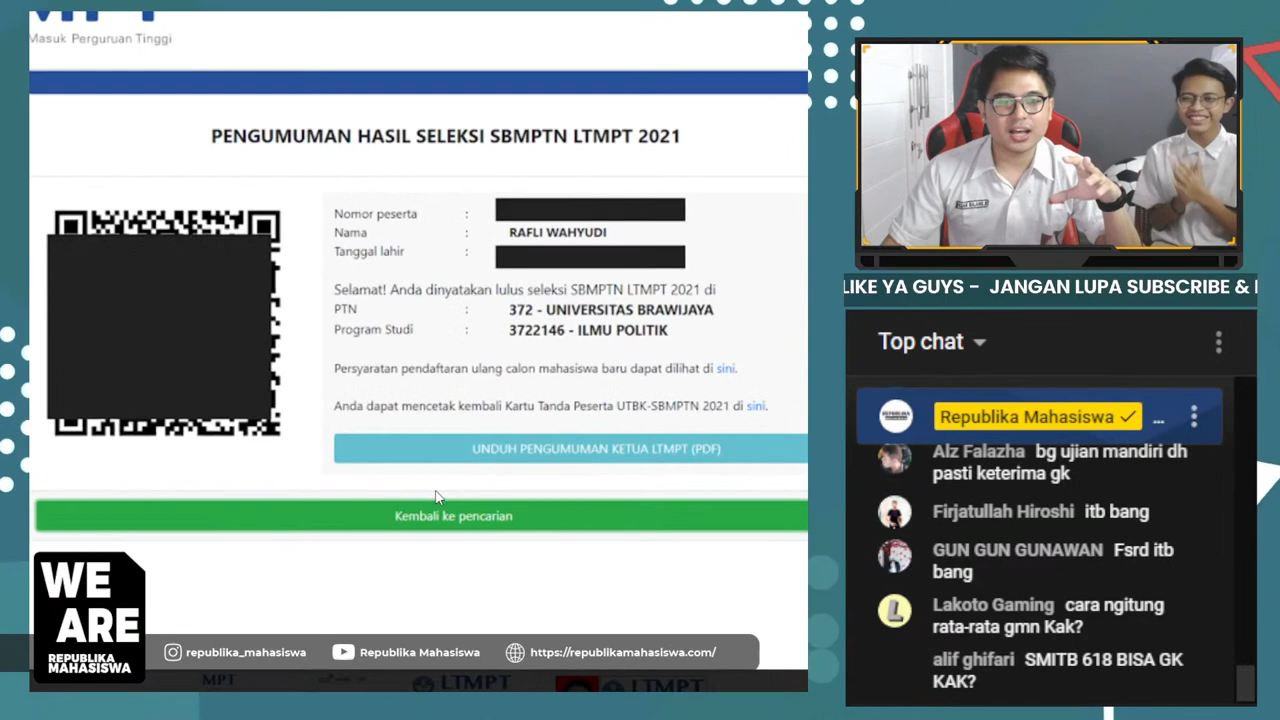 Masuk Perguruan Tinggi
PENGUMUMAN HASIL SELEKSI SBMPTN LTMPT 2021
Nomor peserta :
Nama : RAFLI WAHYUDI
Tanggal lahir :
Selamat! Anda dinyatakan lulus seleksi SBMPTN LTMPT 2021 di
PTN : 372 - UNIVERSITAS BRAWIJAYA
Program Studi : 3722146 - ILMU POLITIK
Persyaratan pendaftaran ulang calon mahasiswa baru dapat dilihat di sini.
Anda dapat mencetak kembali Kartu Tanda Peserta UTBK-SBMPTN 2021 di sini.
UNDUH PENGUMUMAN KETUA LTMPT (PDF)
Kembali ke pencarian
WE
ARE
REPUBLIKA
MAHASISWA
republika_mahasiswa
Republika Mahasiswa
https://republikamahasiswa.com/
MPT
LTMPT
LTMPT
LIKE YA GUYS - JANGAN LUPA SUBSCRIBE &
Top chat
Republika Mahasiswa ...
Alz Falazha bg ujian mandiri dh
pasti keterima gk
Firjatullah Hiroshi itb bang
GUN GUN GUNAWAN Fsrd itb
bang
Lakoto Gaming cara ngitung
rata-rata gmn Kak?
alif ghifari SMITB 618 BISA GK
KAK?